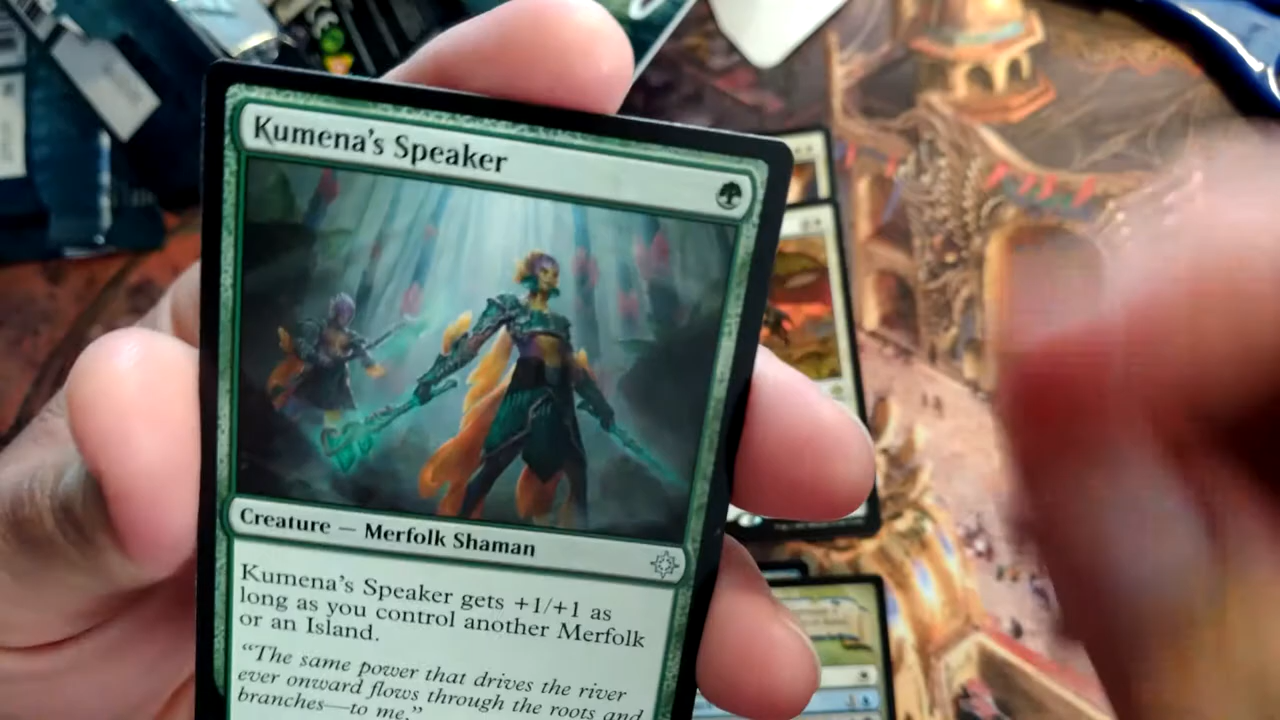 Kumena's Speaker
Creature — Merfolk Shaman
Kumena's Speaker gets +1/+1 as
long as you control another Merfolk
or an Island.
“The same power that drives the river
ever onward flows through the roots and
branches—to me.”